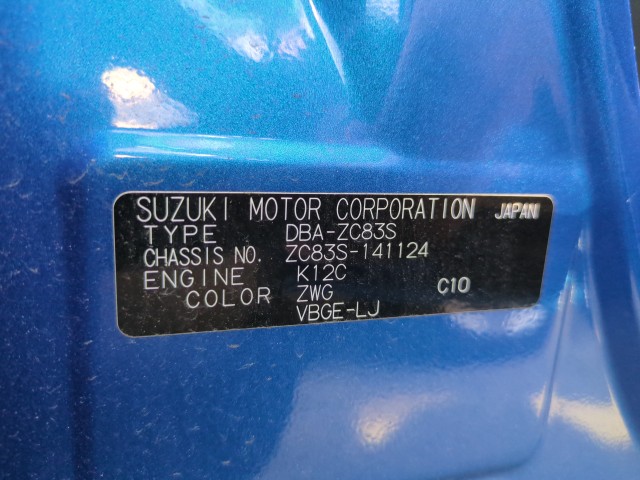 SUZUKI MOTOR CORPORATION JAPAN
TYPE DBA-ZC83S
CHASSIS NO. ZC83S-141124
ENGINE K12C
COLOR ZWG C10
VBGE-LJ